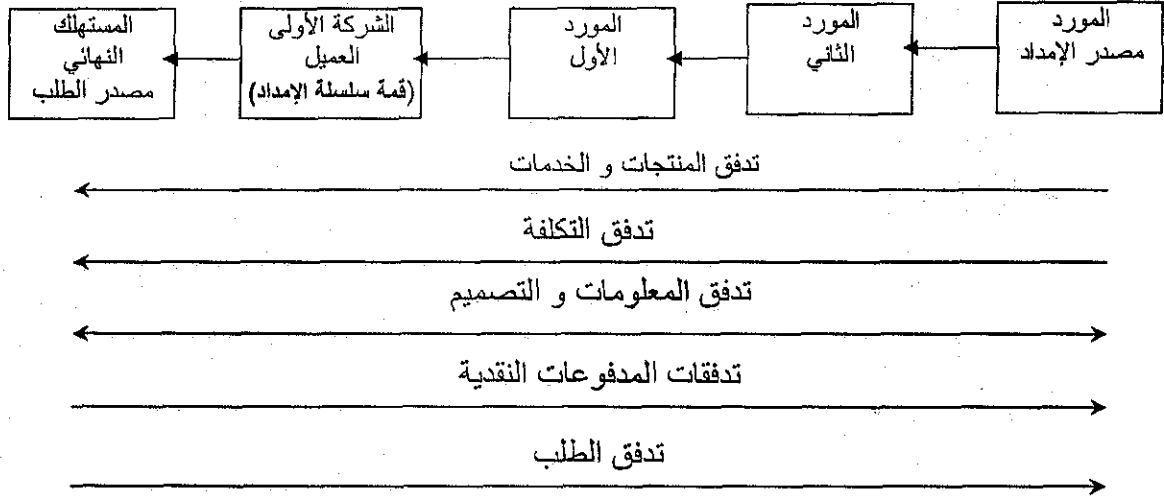 المورد
مصدر الإمداد
المورد
الثاني
المورد
الأول
الشركة الأولى
العميل
(قمة سلسلة الإمداد)
المستهلك
النهائي
مصدر الطلب
تدفق المنتجات و الخدمات
تدفق التكلفة
تدفق المعلومات و التصميم
تدفقات المدفوعات النقدية
تدفق الطلب